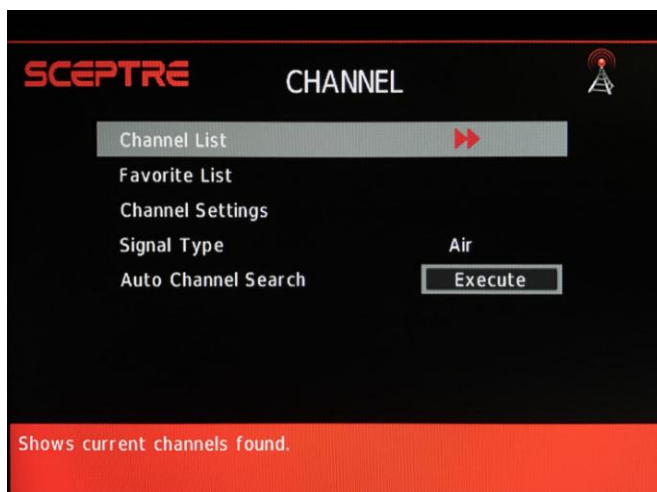 SCEPTRE
CHANNEL
Channel List
Favorite List
Channel Settings
Signal Type Air
Auto Channel Search Execute
Shows current channels found.